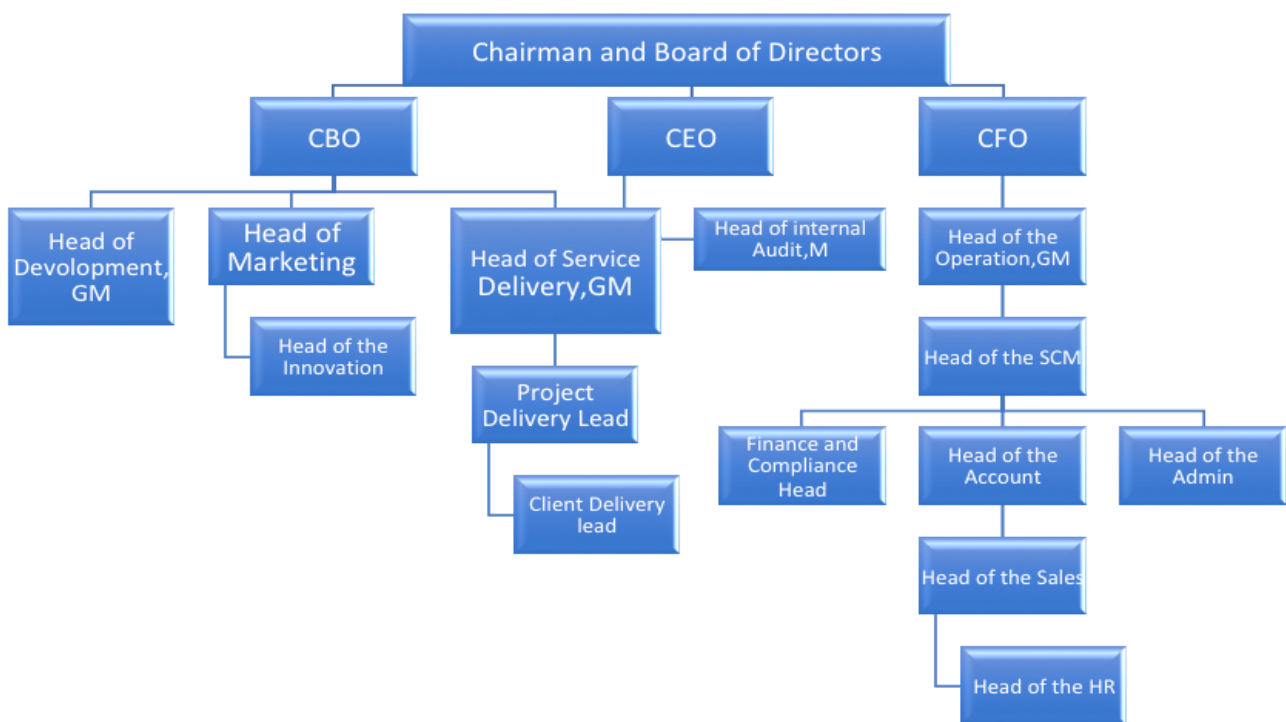 Chairman and Board of Directors
CBO
CEO
CFO
Head of
Devolopment,
GM
Head of
Marketing
Head of Service
Delivery,GM
Head of internal
Audit,M
Head of the
Operation,GM
Head of the
Innovation
Head of the SCM
Project
Delivery Lead
Finance and
Compliance
Head
Head of the
Account
Head of the
Admin
Client Delivery
lead
Head of the Sales
Head of the HR